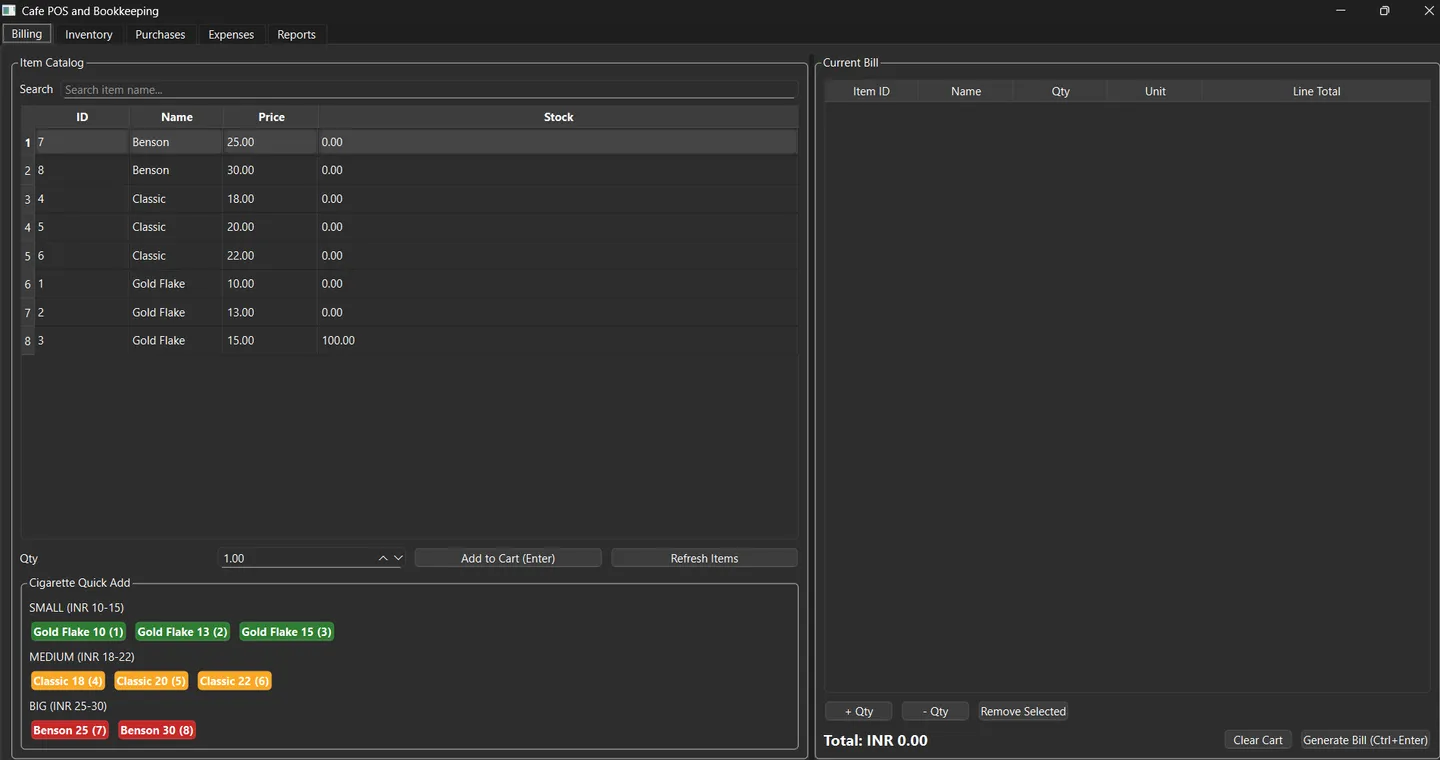 Cafe POS and Bookkeeping
Billing Inventory Purchases Expenses Reports
Item Catalog
Search Search item name...
ID Name Price Stock
1 7 Benson 25.00 0.00
2 8 Benson 30.00 0.00
3 4 Classic 18.00 0.00
4 5 Classic 20.00 0.00
5 6 Classic 22.00 0.00
6 1 Gold Flake 10.00 0.00
7 2 Gold Flake 13.00 0.00
8 3 Gold Flake 15.00 100.00
Qty 1.00 Add to Cart (Enter) Refresh Items
Cigarette Quick Add
SMALL (INR 10-15)
Gold Flake 10 (1) Gold Flake 13 (2) Gold Flake 15 (3)
MEDIUM (INR 18-22)
Classic 18 (4) Classic 20 (5) Classic 22 (6)
BIG (INR 25-30)
Benson 25 (7) Benson 30 (8)
Current Bill
Item ID Name Qty Unit Line Total
+ Qty - Qty Remove Selected
Total: INR 0.00 Clear Cart Generate Bill (Ctrl+Enter)